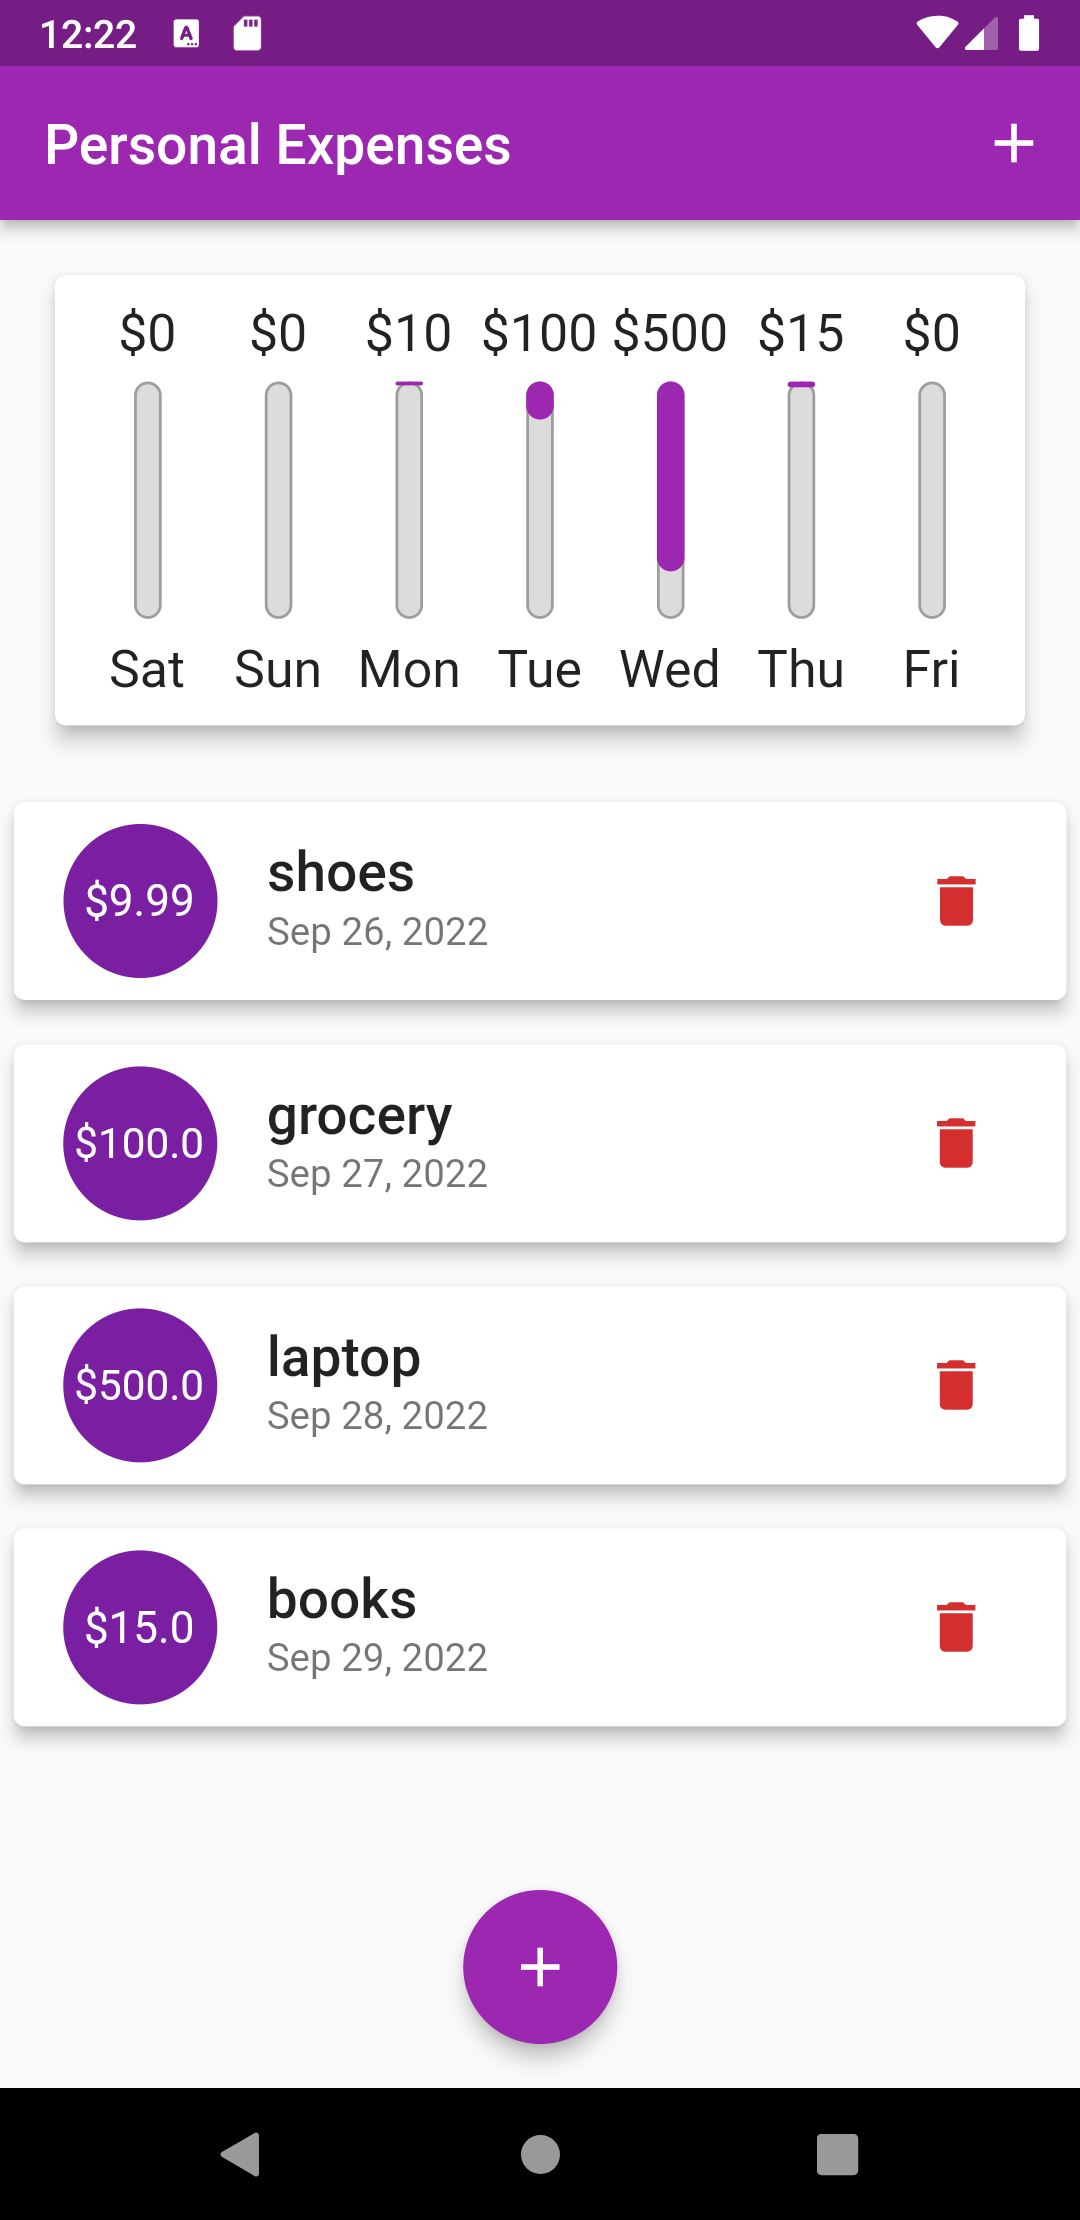 12:22
Personal Expenses
$0 $0 $10 $100 $500 $15 $0
Sat Sun Mon Tue Wed Thu Fri
$9.99
shoes
Sep 26, 2022
$100.0
grocery
Sep 27, 2022
$500.0
laptop
Sep 28, 2022
$15.0
books
Sep 29, 2022